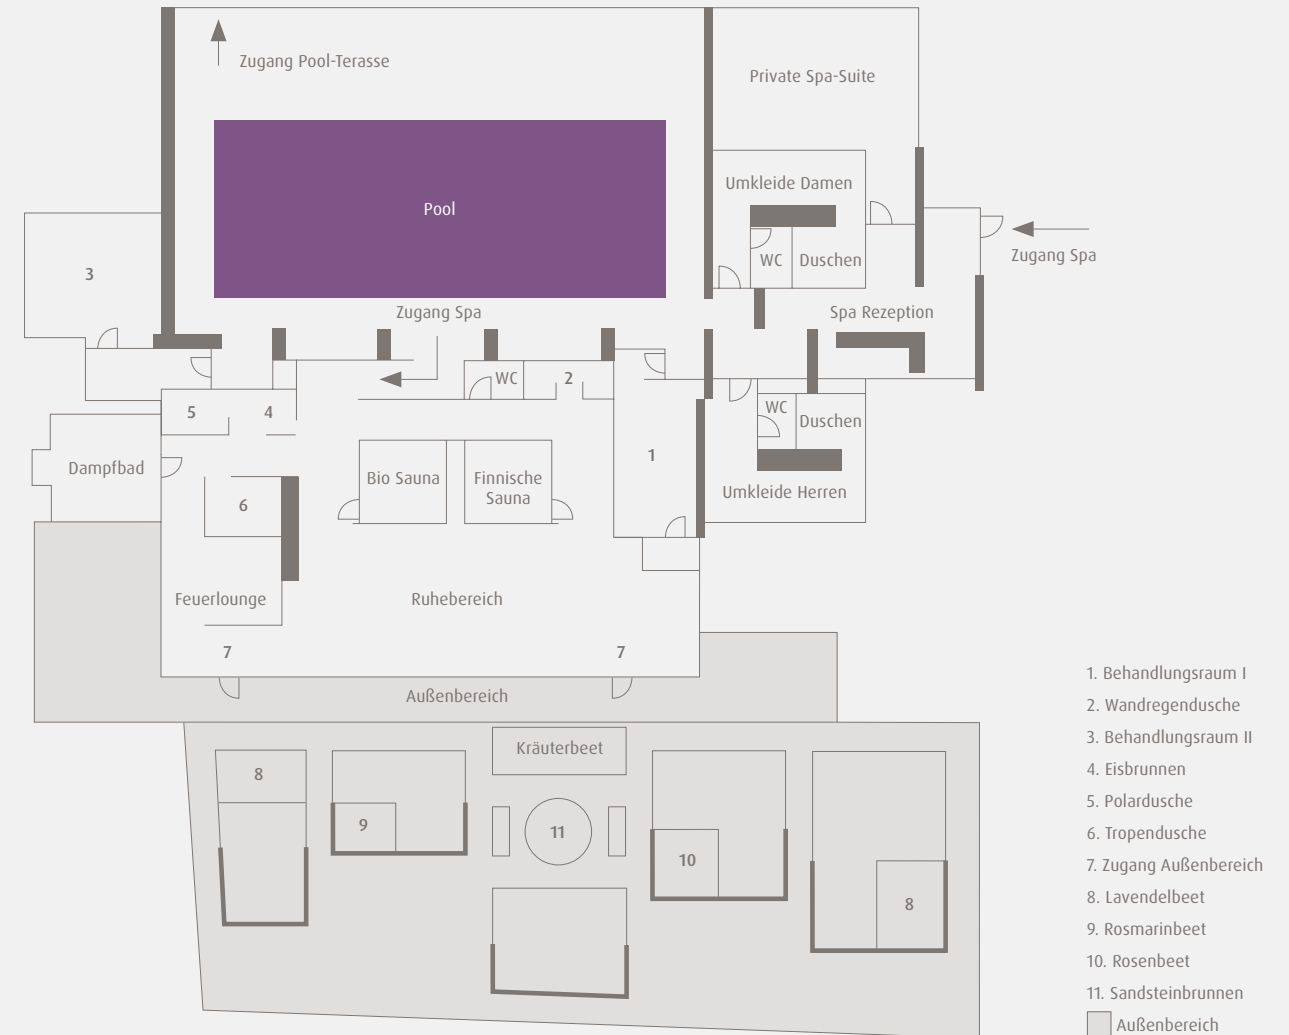 Zugang Pool-Terasse
Private Spa-Suite
Umkleide Damen
Pool
WC
Duschen
Zugang Spa
3
Zugang Spa
Spa Rezeption
WC
2
5
4
WC
Duschen
1
Dampfbad
Bio Sauna
Finnische
Sauna
Umkleide Herren
6
Feuerlounge
Ruhebereich
7
7
Außenbereich
Kräuterbeet
8
9
11
10
8
1. Behandlungsraum I
2. Wandregendusche
3. Behandlungsraum II
4. Eisbrunnen
5. Polardusche
6. Tropendusche
7. Zugang Außenbereich
8. Lavendelbeet
9. Rosmarinbeet
10. Rosenbeet
11. Sandsteinbrunnen
Außenbereich